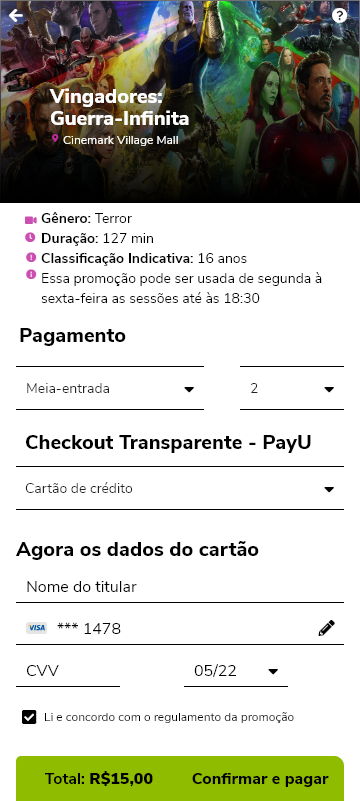 Vingadores:
Guerra-Infinita
Cinemark Village Mall
Gênero: Terror
Duração: 127 min
Classificação Indicativa: 16 anos
Essa promoção pode ser usada de segunda à
sexta-feira as sessões até às 18:30
Pagamento
Meia-entrada 2
Checkout Transparente - PayU
Cartão de crédito
Agora os dados do cartão
Nome do titular
VISA *** 1478
CVV 05/22
Li e concordo com o regulamento da promoção
Total: R$15,00 Confirmar e pagar